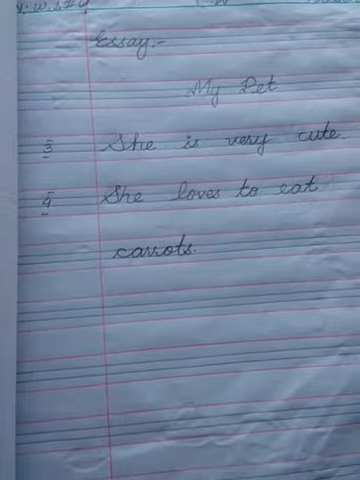 Essay:-
My Pet
3 She is very cute.
4 She loves to eat
carrots.